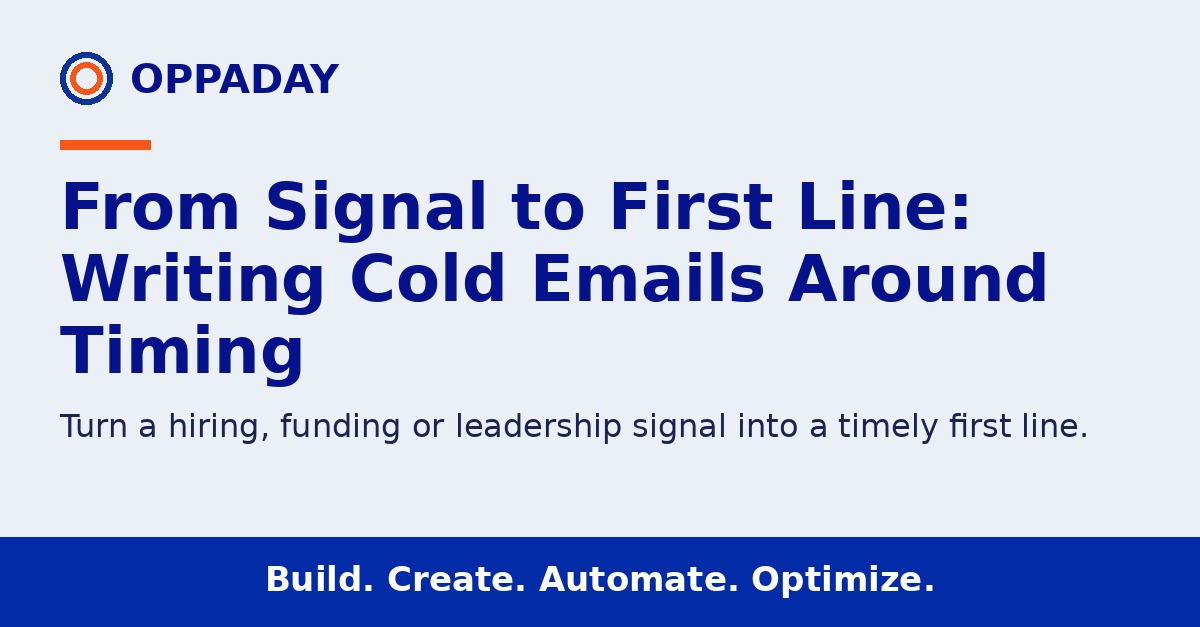 OPPADAY
From Signal to First Line:
Writing Cold Emails Around
Timing
Turn a hiring, funding or leadership signal into a timely first line.
Build. Create. Automate. Optimize.